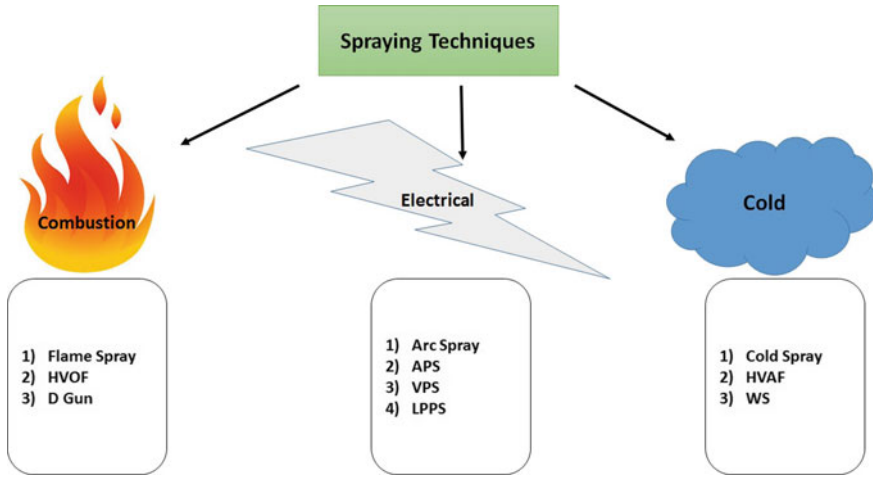 Spraying Techniques
Combustion
Electrical
Cold
1) Flame Spray
2) HVOF
3) D Gun
1) Arc Spray
2) APS
3) VPS
4) LPPS
1) Cold Spray
2) HVAF
3) WS